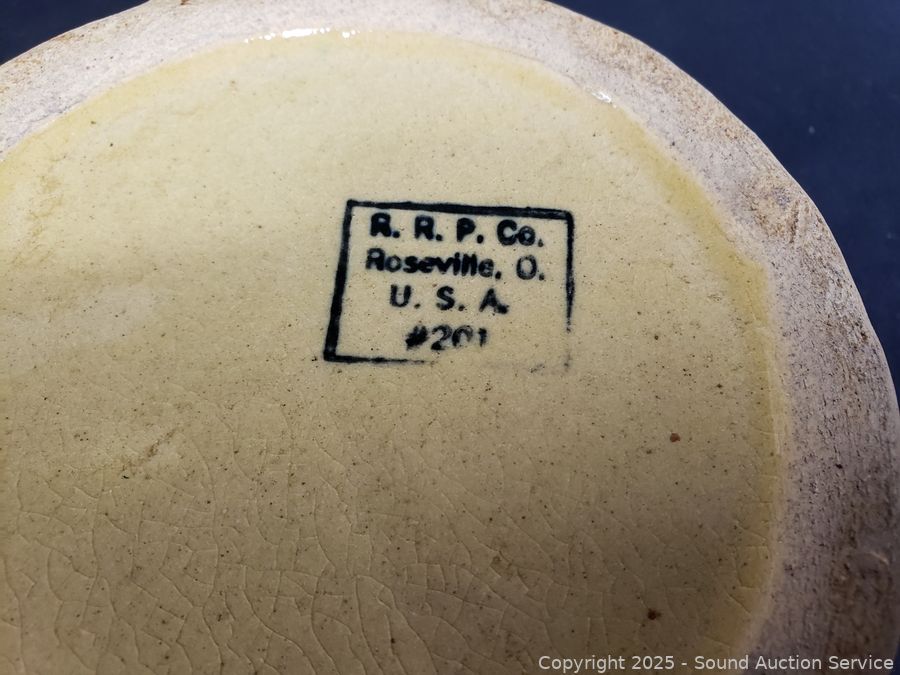 R. R. P. Co.
Roseville, O.
U. S. A.
#201
Copyright 2025 - Sound Auction Service